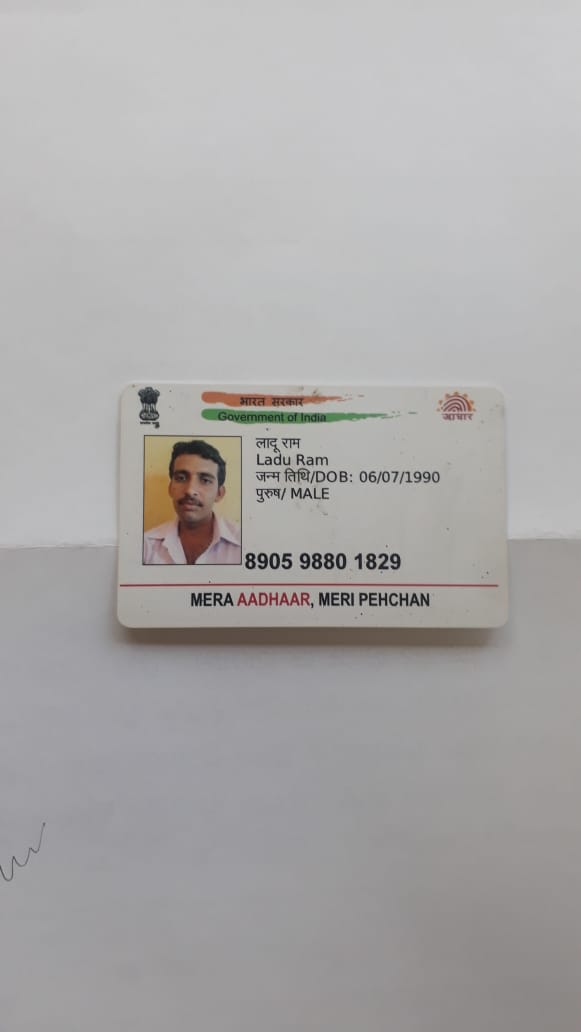 भारत सरकार
Government of India
आधार
लादू राम
Ladu Ram
जन्म तिथि/DOB: 06/07/1990
पुरुष/ MALE
8905 9880 1829
MERA AADHAAR, MERI PEHCHAN